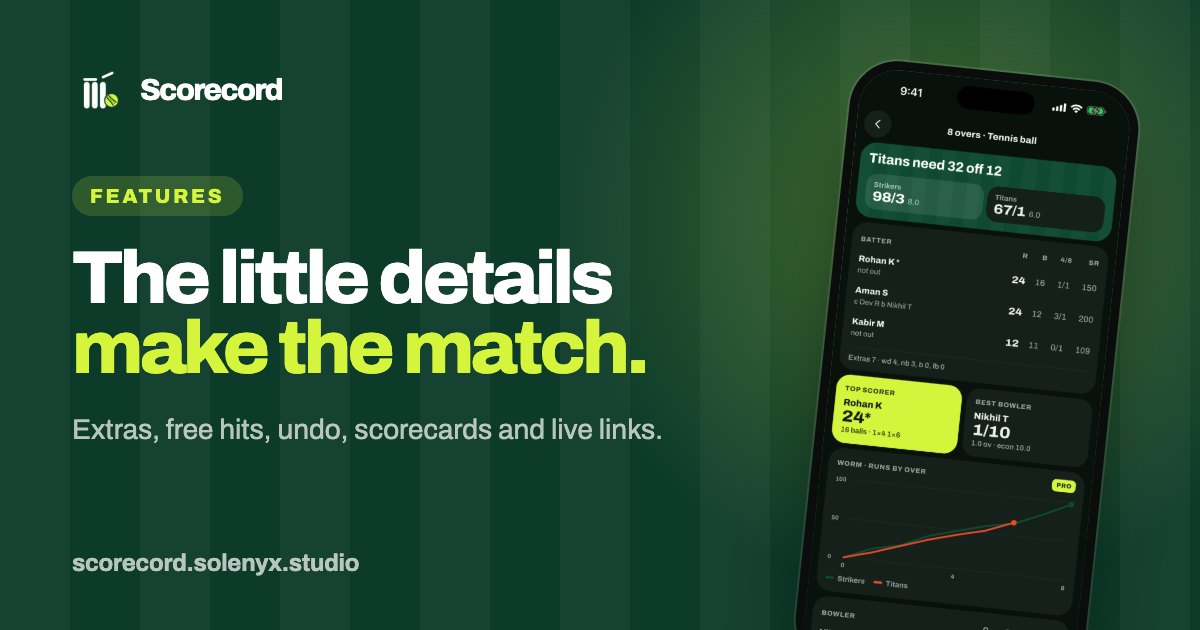 Scorecord
FEATURES
The little details
make the match.
Extras, free hits, undo, scorecards and live links.
scorecord.solenyx.studio
9:41
8 overs · Tennis ball
Titans need 32 off 12
Strikers
98/3 8.0
Titans
67/1 6.0
BATTER R B 4/6 SR
Rohan K* 24 16 1/1 150
not out
Aman S 24 12 3/1 200
c Dev R b Nikhil T
Kabir M 12 11 0/1 109
not out
Extras 7 · wd 4, nb 3, b 0, lb 0
TOP SCORER
Rohan K
24*
16 balls · 1×4 1×6
BEST BOWLER
Nikhil T
1/10
1.0 ov · econ 10.0
WORM · RUNS BY OVER
PRO
100
50
0
0 4 8
Strikers Titans
BOWLER